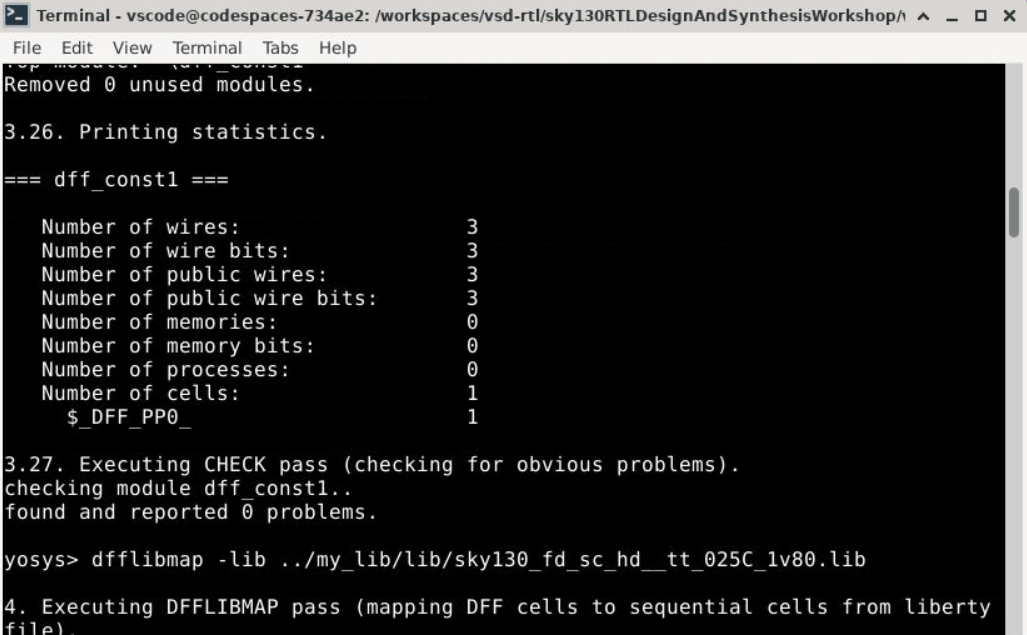 Terminal - vscode@codespaces-734ae2: /workspaces/vsd-rtl/sky130RTLDesignAndSynthesisWorkshop/
File Edit View Terminal Tabs Help
Removed 0 unused modules.
3.26. Printing statistics.
=== dff_const1 ===
Number of wires: 3
Number of wire bits: 3
Number of public wires: 3
Number of public wire bits: 3
Number of memories: 0
Number of memory bits: 0
Number of processes: 0
Number of cells: 1
$_DFF_PP0_ 1
3.27. Executing CHECK pass (checking for obvious problems).
checking module dff_const1..
found and reported 0 problems.
yosys> dfflibmap -lib ../my_lib/lib/sky130_fd_sc_hd__tt_025C_1v80.lib
4. Executing DFFLIBMAP pass (mapping DFF cells to sequential cells from liberty
file).